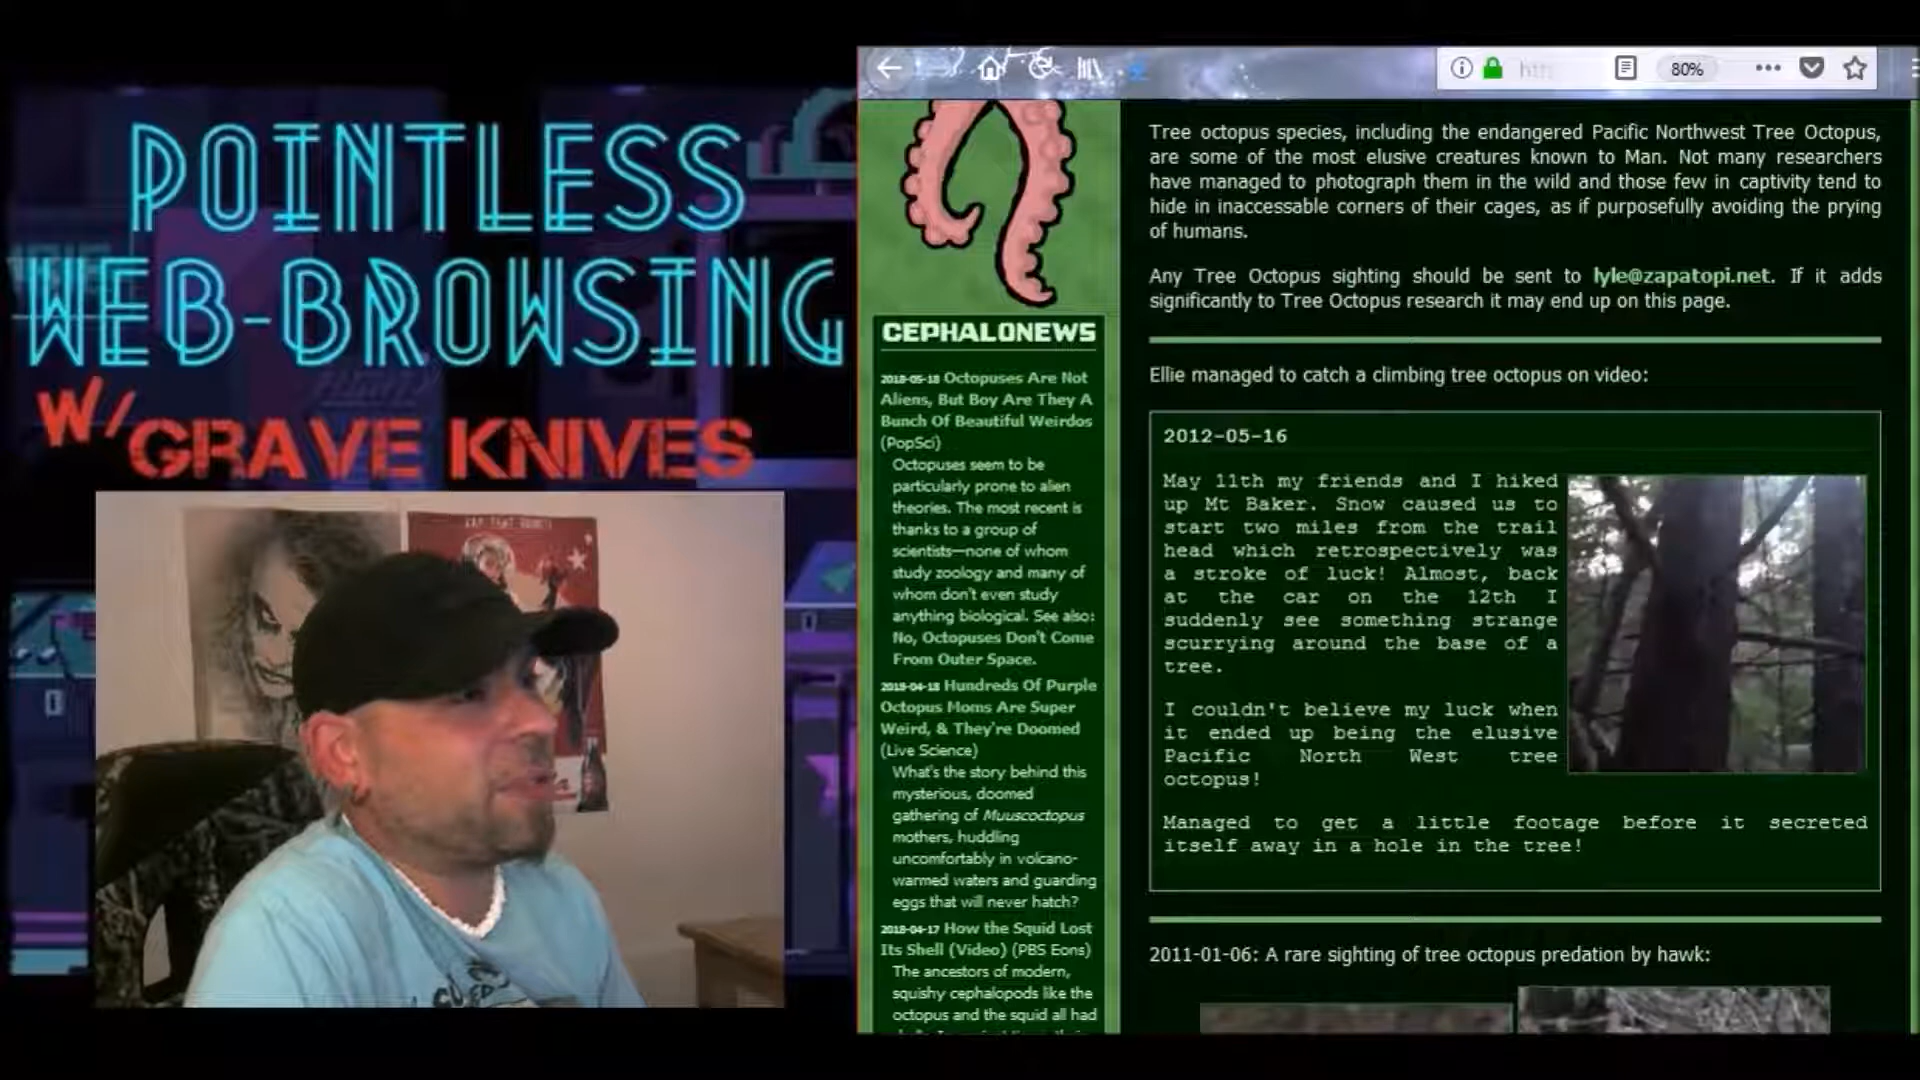 POINTLESS
WEB-BROWSING
W/ GRAVE KNIVES
80%
Tree octopus species, including the endangered Pacific Northwest Tree Octopus,
are some of the most elusive creatures known to Man. Not many researchers
have managed to photograph them in the wild and those few in captivity tend to
hide in inaccessable corners of their cages, as if purposefully avoiding the prying
of humans.
Any Tree Octopus sighting should be sent to lyle@zapatopi.net. If it adds
significantly to Tree Octopus research it may end up on this page.
CEPHALONEWS
2018-05-18 Octopuses Are Not
Aliens, But Boy Are They A
Bunch Of Beautiful Weirdos
(PopSci)
Octopuses seem to be
particularly prone to alien
theories. The most recent is
thanks to a group of
scientists—none of whom
study zoology and many of
whom don't even study
anything biological. See also:
No, Octopuses Don't Come
From Outer Space.
2018-04-18 Hundreds Of Purple
Octopus Moms Are Super
Weird, & They're Doomed
(Live Science)
What's the story behind this
mysterious, doomed
gathering of Muuscoctopus
mothers, huddling
uncomfortably in volcano-
warmed waters and guarding
eggs that will never hatch?
2018-04-17 How the Squid Lost
Its Shell (Video) (PBS Eons)
The ancestors of modern,
squishy cephalopods like the
octopus and the squid all had
Ellie managed to catch a climbing tree octopus on video:
2012-05-16
May 11th my friends and I hiked
up Mt Baker. Snow caused us to
start two miles from the trail
head which retrospectively was
a stroke of luck! Almost, back
at the car on the 12th I
suddenly see something strange
scurrying around the base of a
tree.
I couldn't believe my luck when
it ended up being the elusive
Pacific North West tree
octopus!
Managed to get a little footage before it secreted
itself away in a hole in the tree!
2011-01-06: A rare sighting of tree octopus predation by hawk: